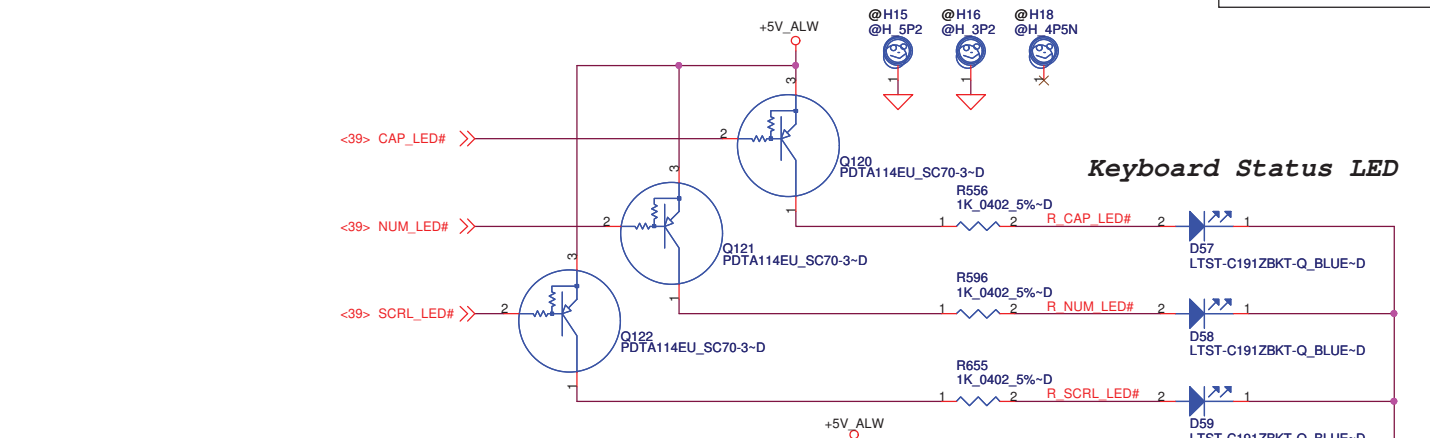 @H15 @H16 @H18
@H_5P2 @H_3P2 @H_4P5N
+5V_ALW
1 1 1
3
<39> CAP_LED#
2
Q120
PDTA114EU_SC70-3~D
Keyboard Status LED
3
1
R556
1K_0402_5%~D
<39> NUM_LED#
2
1 2
R_CAP_LED#
2 1
Q121
PDTA114EU_SC70-3~D
D57
LTST-C191ZBKT-Q_BLUE~D
3
1
R596
1K_0402_5%~D
<39> SCRL_LED#
2
1 2
R_NUM_LED#
2 1
Q122
PDTA114EU_SC70-3~D
D58
LTST-C191ZBKT-Q_BLUE~D
1
R655
1K_0402_5%~D
1 2
R_SCRL_LED#
2 1
+5V_ALW
D59
LTST-C191ZBKT-Q_BLUE~D